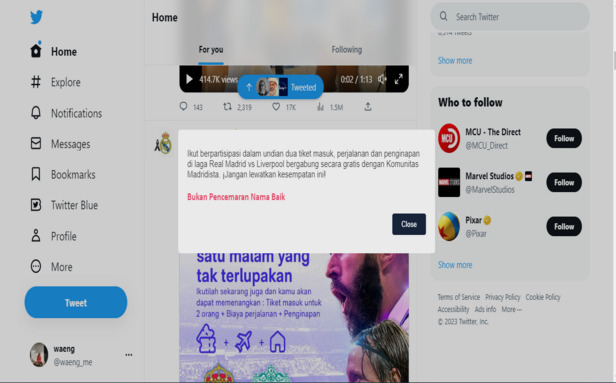 Home
Search Twitter
Home
For you
Following
Show more
Explore
414.7K views
0:02 / 1:13
Tweeted
Who to follow
143
2,319
17K
1.5M
Notifications
MCU - The Direct
@MCU_Direct
Follow
Messages
Ikut berpartisipasi dalam undian dua tiket masuk, perjalanan dan penginapan
di laga Real Madrid vs Liverpool bergabung secara gratis dengan Komunitas
Madridista. ¡Jangan lewatkan kesempatan ini!
Bookmarks
Marvel Studios
@MarvelStudios
Follow
Bukan Pencemaran Nama Baik
Twitter Blue
Close
Pixar
@Pixar
Follow
Profile
satu malam yang
tak terlupakan
More
Show more
Ikutilah sekarang juga dan kamu akan
dapat memenangkan : Tiket masuk untuk
2 orang + Biaya perjalanan + Penginapan
Tweet
Terms of Service Privacy Policy Cookie Policy
Accessibility Ads info More ···
© 2023 Twitter, Inc.
waeng
@waeng_me